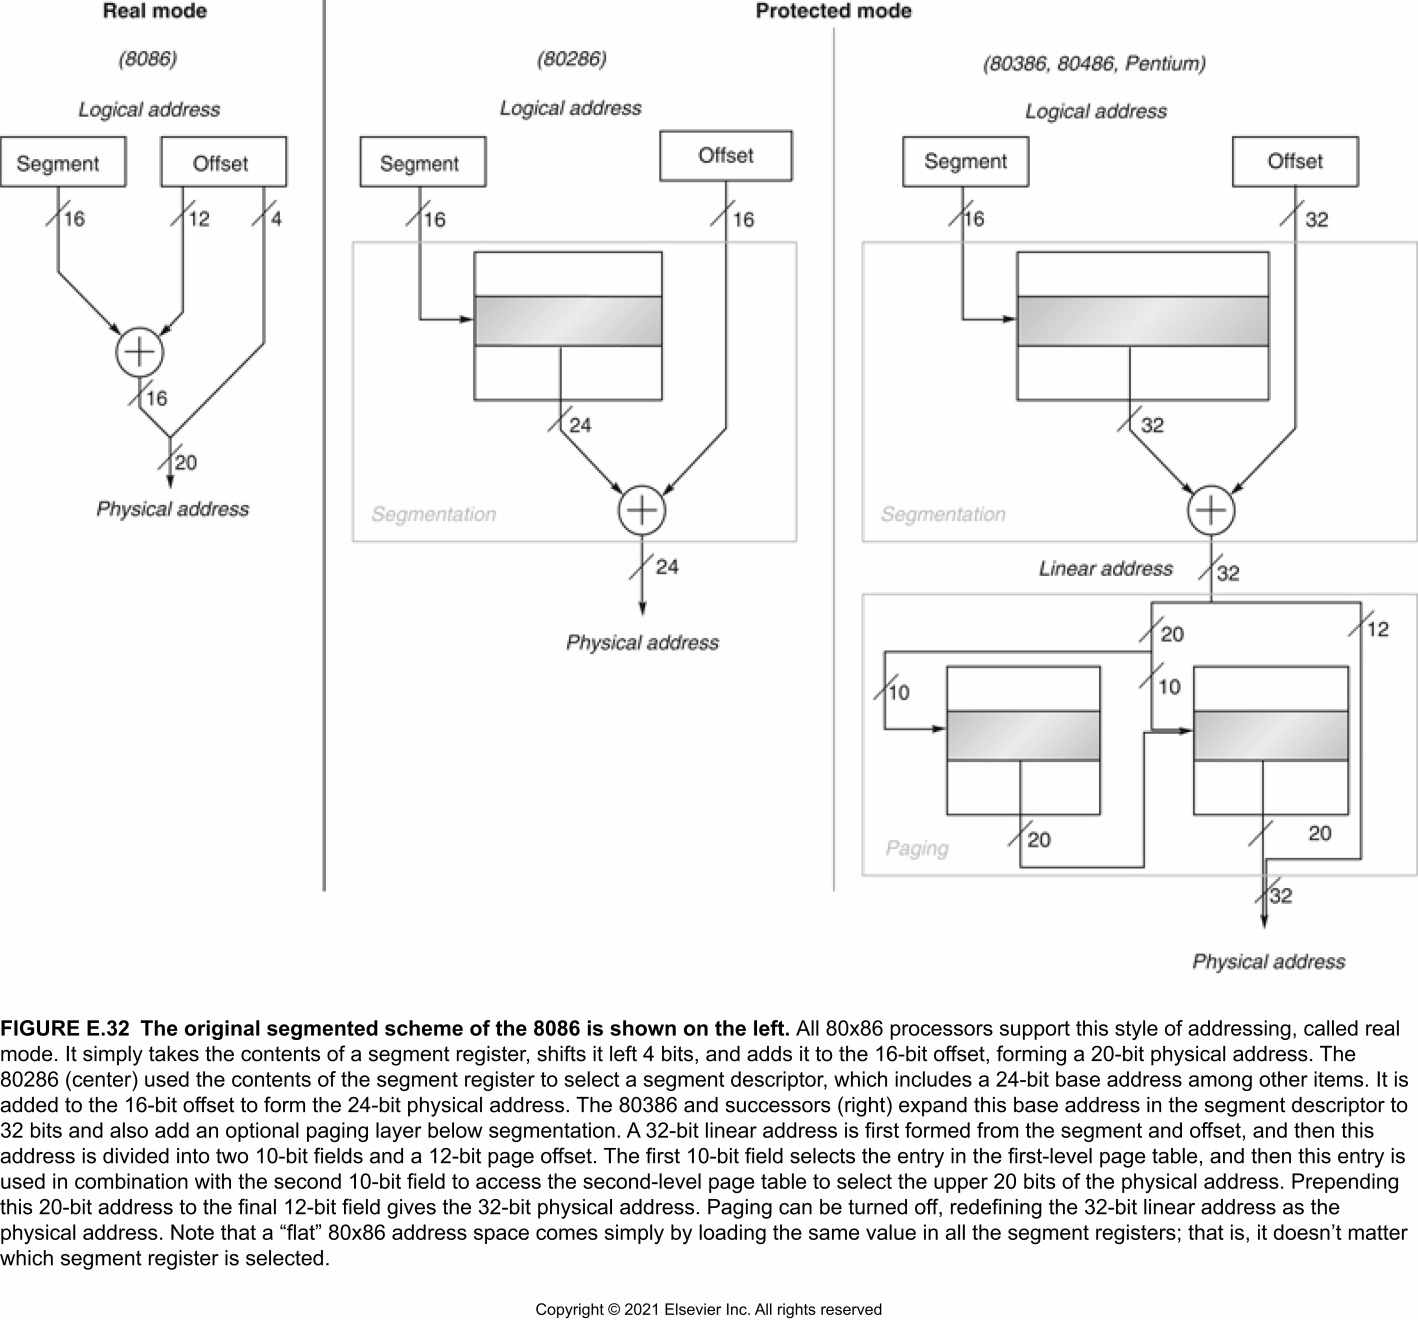 Real mode
Protected mode
(8086)
(80286)
(80386, 80486, Pentium)
Logical address
Logical address
Logical address
Segment
Offset
Segment
Offset
Segment
Offset
16
12
4
16
16
16
32
24
32
16
20
Physical address
Segmentation
Segmentation
24
Linear address
32
Physical address
20
12
10
10
20
20
Paging
32
Physical address
FIGURE E.32 The original segmented scheme of the 8086 is shown on the left. All 80x86 processors support this style of addressing, called real
mode. It simply takes the contents of a segment register, shifts it left 4 bits, and adds it to the 16-bit offset, forming a 20-bit physical address. The
80286 (center) used the contents of the segment register to select a segment descriptor, which includes a 24-bit base address among other items. It is
added to the 16-bit offset to form the 24-bit physical address. The 80386 and successors (right) expand this base address in the segment descriptor to
32 bits and also add an optional paging layer below segmentation. A 32-bit linear address is first formed from the segment and offset, and then this
address is divided into two 10-bit fields and a 12-bit page offset. The first 10-bit field selects the entry in the first-level page table, and then this entry is
used in combination with the second 10-bit field to access the second-level page table to select the upper 20 bits of the physical address. Prepending
this 20-bit address to the final 12-bit field gives the 32-bit physical address. Paging can be turned off, redefining the 32-bit linear address as the
physical address. Note that a “flat” 80x86 address space comes simply by loading the same value in all the segment registers; that is, it doesn’t matter
which segment register is selected.
Copyright © 2021 Elsevier Inc. All rights reserved